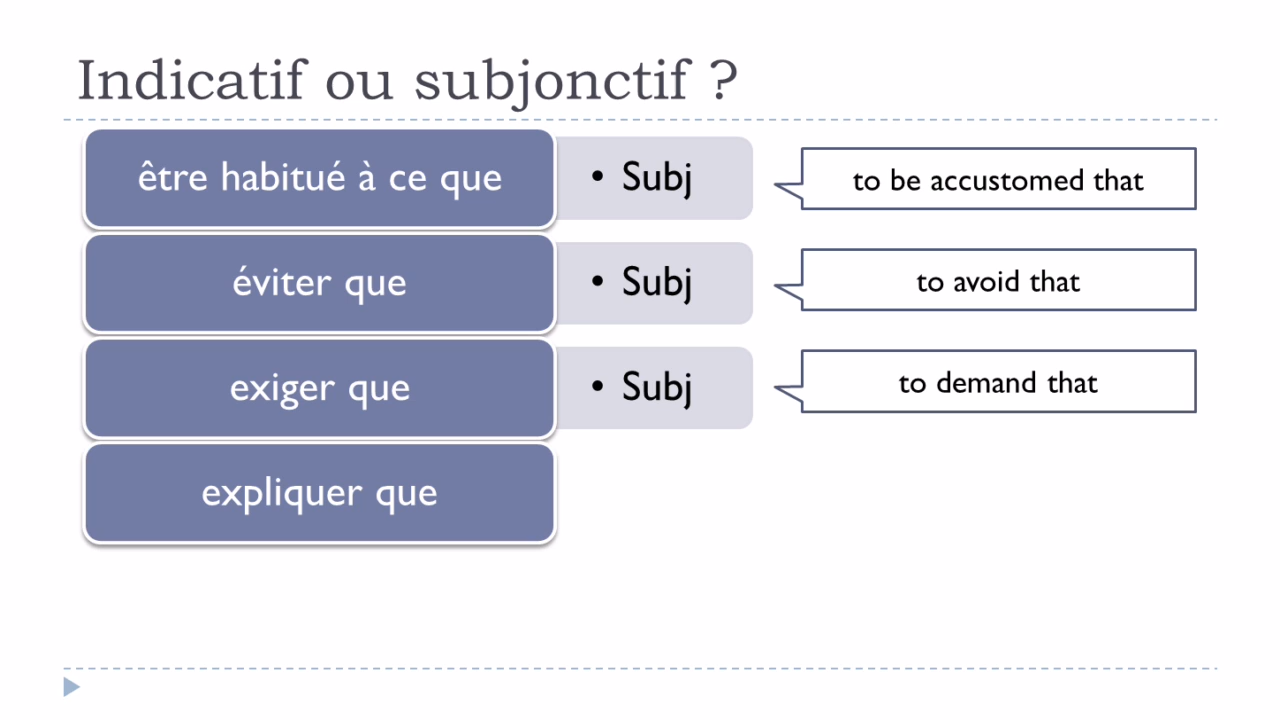 Indicatif ou subjonctif ?
être habitué à ce que
• Subj
to be accustomed that
éviter que
• Subj
to avoid that
exiger que
• Subj
to demand that
expliquer que